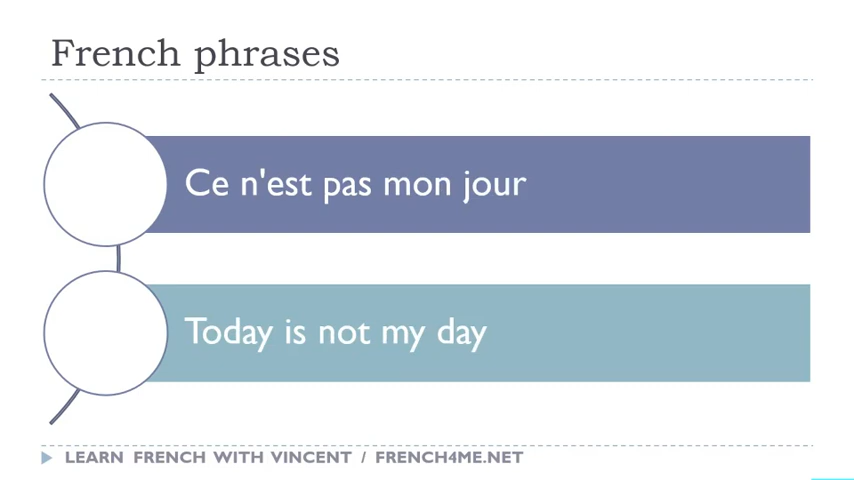 French phrases
Ce n'est pas mon jour
Today is not my day
LEARN FRENCH WITH VINCENT / FRENCH4ME.NET